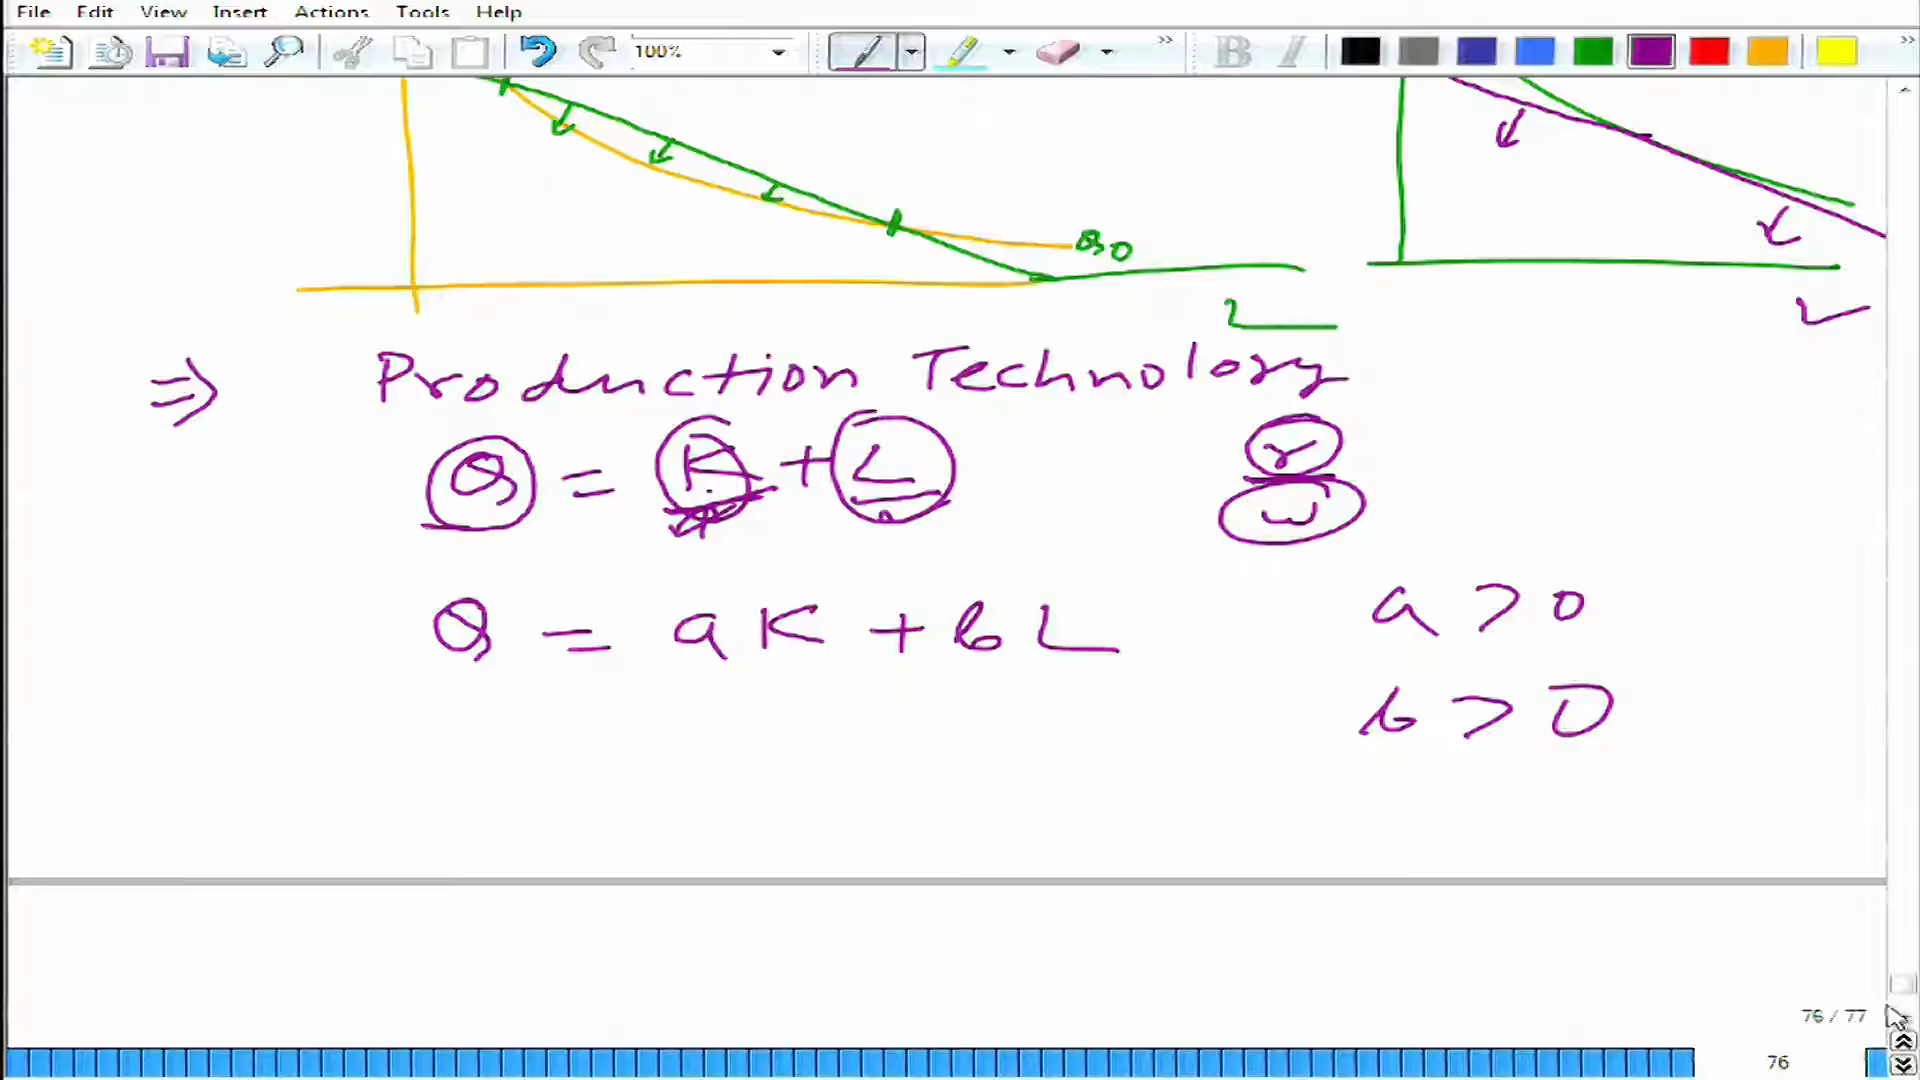 File Edit View Insert Actions Tools Help
100%
Q0
L
L
⇒ Production Technology
Q = K + L
r
w
Q = aK + bL
a > 0
b > 0
76 / 77
76